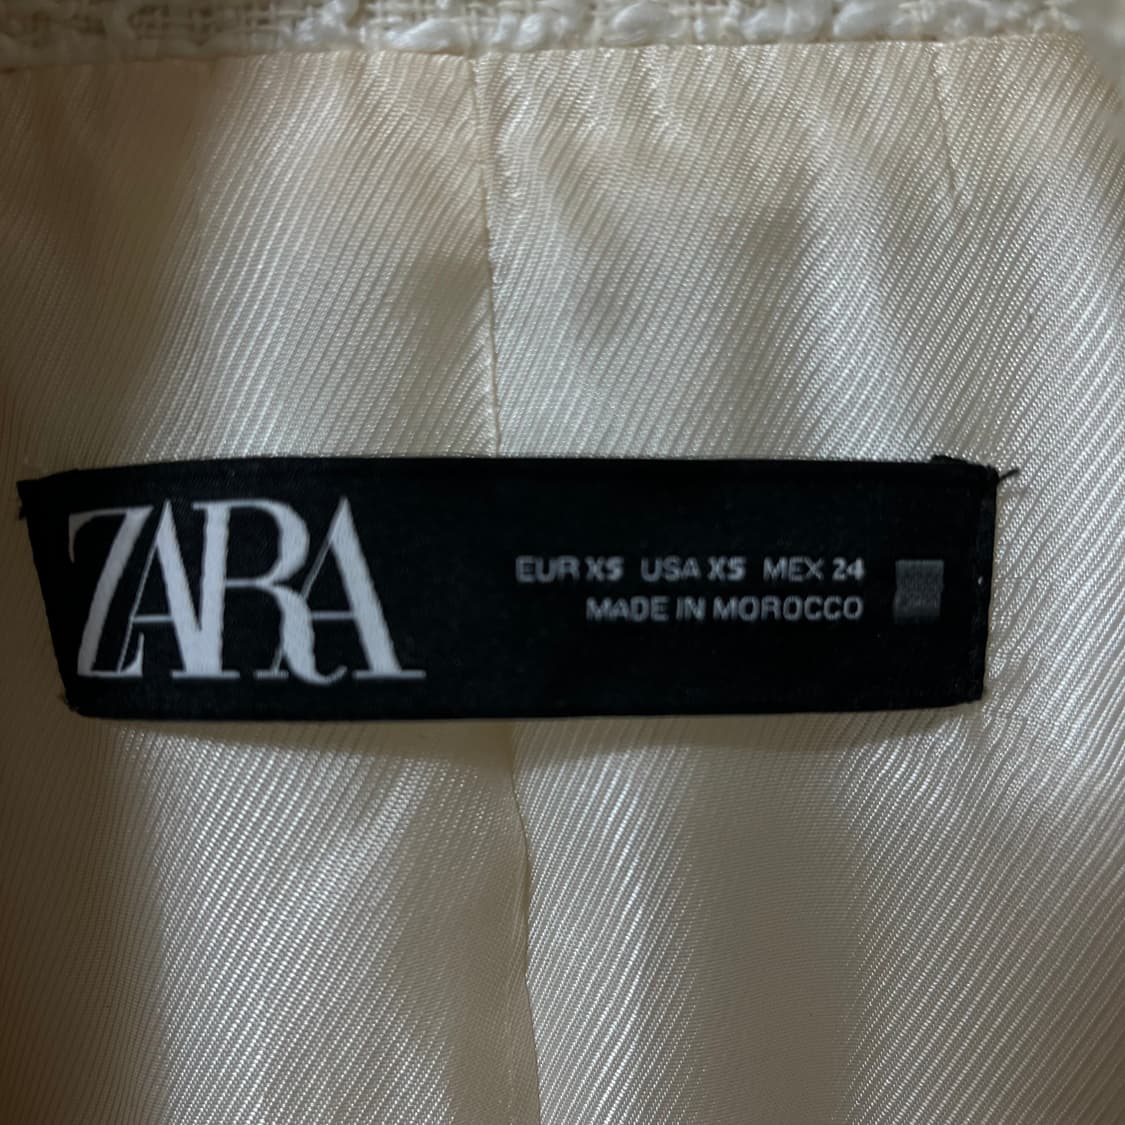 ZARA
EUR XS USA XS MEX 24
MADE IN MOROCCO